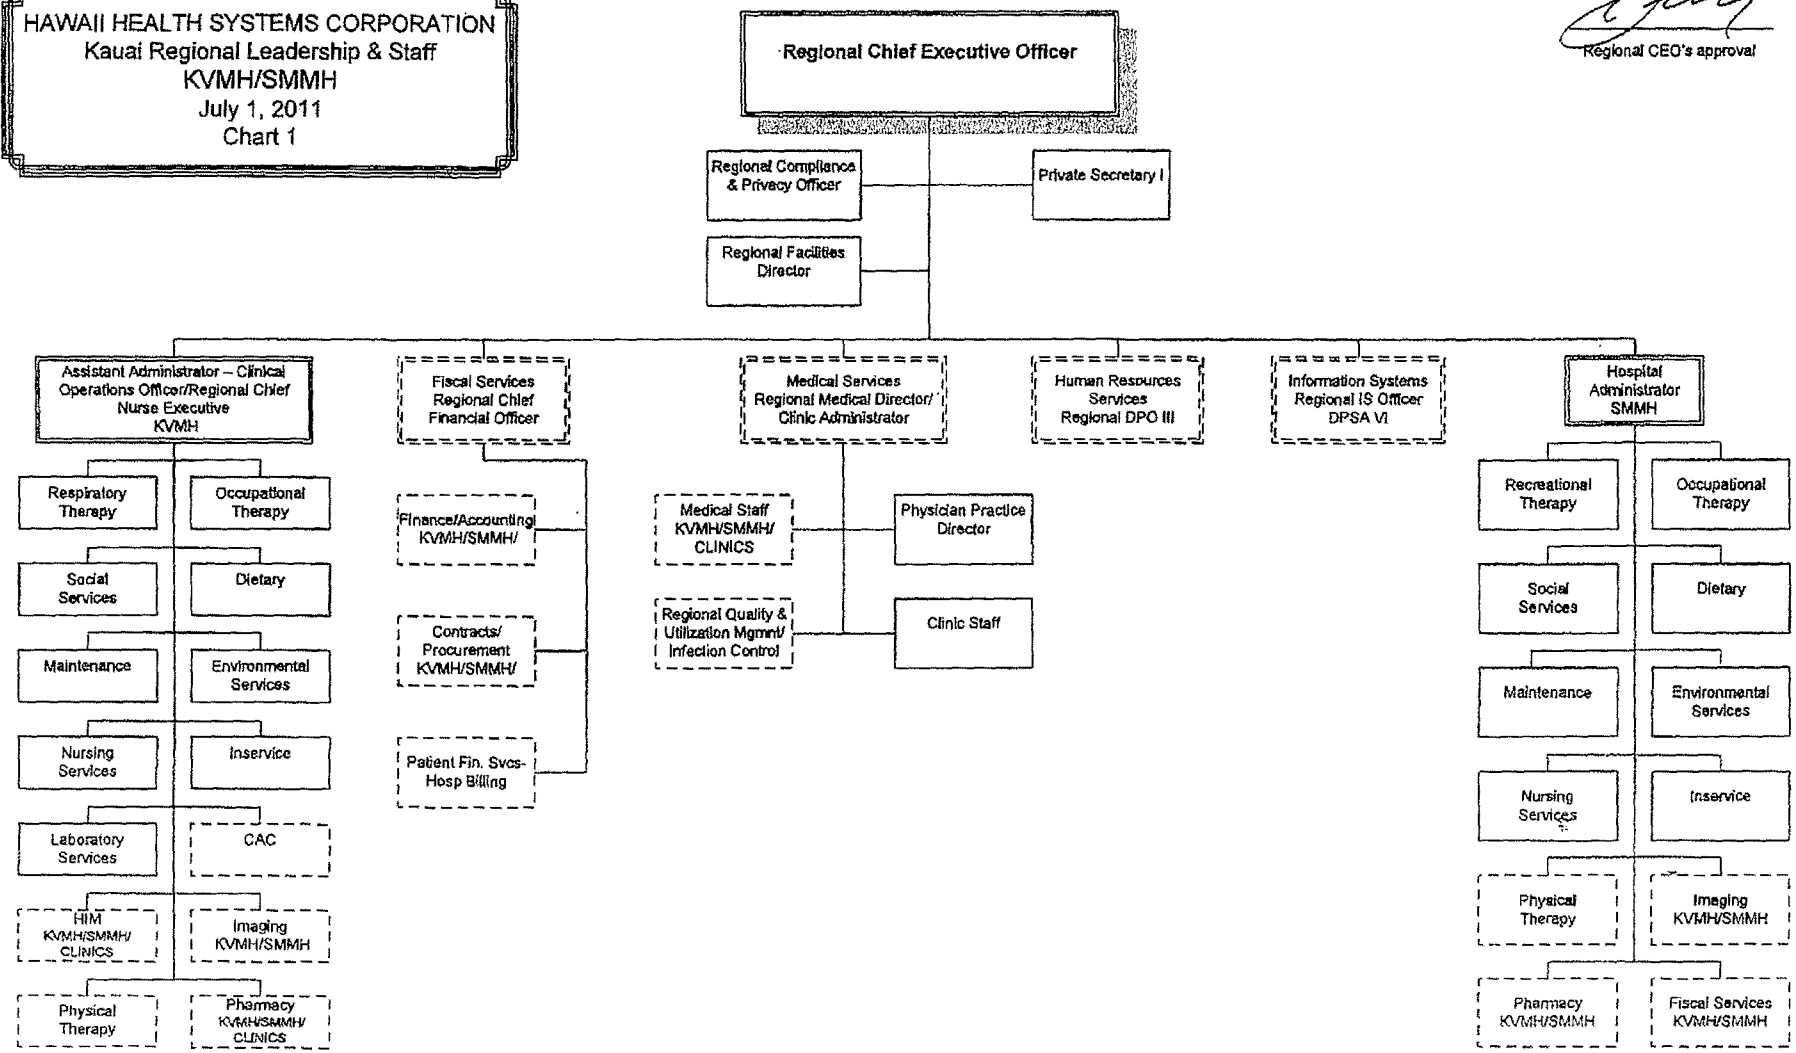 HAWAII HEALTH SYSTEMS CORPORATION
Kauai Regional Leadership & Staff
KVMH/SMMH
July 1, 2011
Chart 1
Regional Chief Executive Officer
Regional CEO's approval
Regional Compliance
& Privacy Officer
Private Secretary I
Regional Facilities
Director
Assistant Administrator – Clinical
Operations Officer/Regional Chief
Nurse Executive
KVMH
Fiscal Services
Regional Chief
Financial Officer
Medical Services
Regional Medical Director/
Clinic Administrator
Human Resources
Services
Regional DPO III
Information Systems
Regional IS Officer
DPSA VI
Hospital
Administrator
SMMH
Respiratory
Therapy
Occupational
Therapy
Social
Services
Dietary
Maintenance
Environmental
Services
Nursing
Services
Inservice
Laboratory
Services
CAC
HIM
KVMH/SMMH/
CLINICS
Imaging
KVMH/SMMH
Physical
Therapy
Pharmacy
KVMH/SMMH/
CLINICS
Finance/Accounting
KVMH/SMMH/
Contracts/
Procurement
KVMH/SMMH/
Patient Fin. Svcs-
Hosp Billing
Medical Staff
KVMH/SMMH/
CLINICS
Physician Practice
Director
Regional Quality &
Utilization Mgmnt/
Infection Control
Clinic Staff
Recreational
Therapy
Occupational
Therapy
Social
Services
Dietary
Maintenance
Environmental
Services
Nursing
Services
Inservice
Physical
Therapy
Imaging
KVMH/SMMH
Pharmacy
KVMH/SMMH
Fiscal Services
KVMH/SMMH